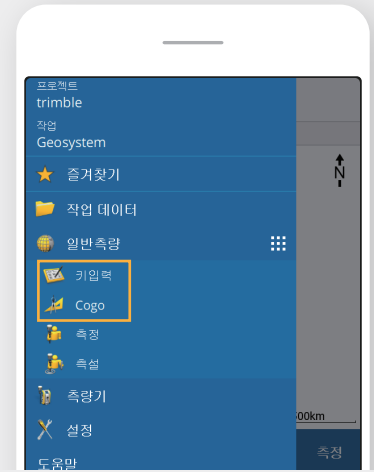 프로젝트
trimble
작업
Geosystem
즐겨찾기
N
작업 데이터
일반측량
키입력
Cogo
측정
측설
측량기
00km
설정
측정
도움말